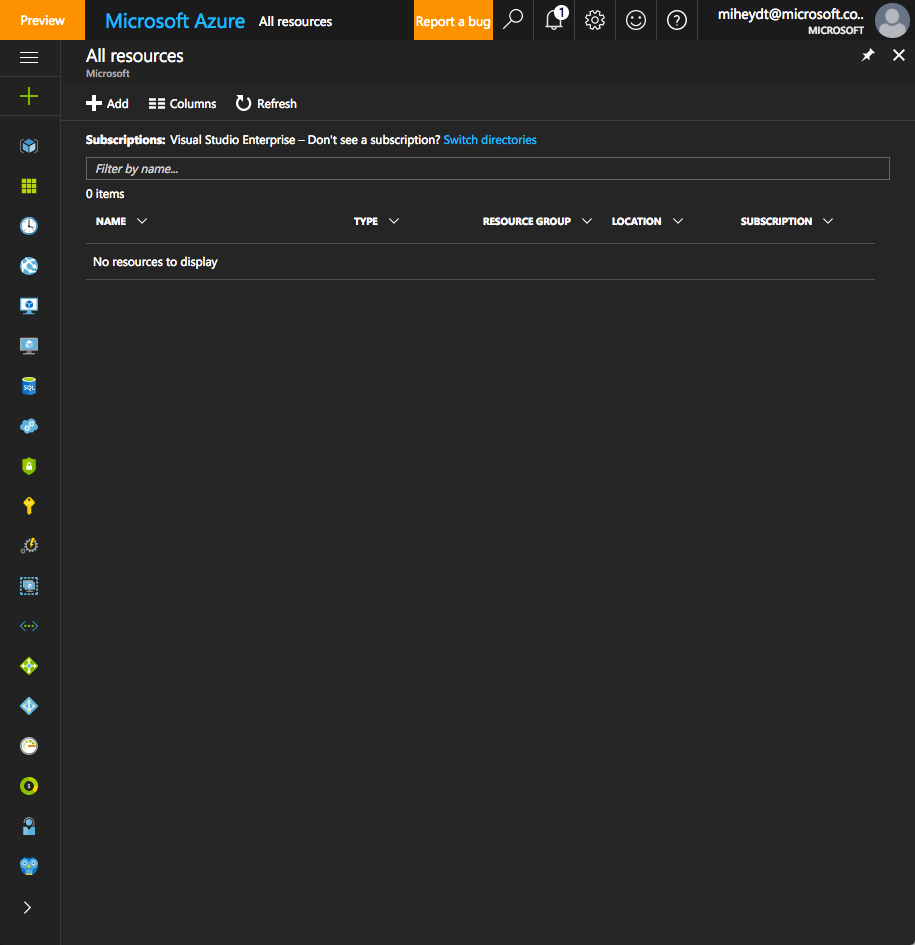 Preview Microsoft Azure All resources Report a bug 1 miheydt@microsoft.co..
MICROSOFT
All resources
Microsoft
Add Columns Refresh
Subscriptions: Visual Studio Enterprise – Don't see a subscription? Switch directories
Filter by name...
0 items
NAME TYPE RESOURCE GROUP LOCATION SUBSCRIPTION
No resources to display
SQL